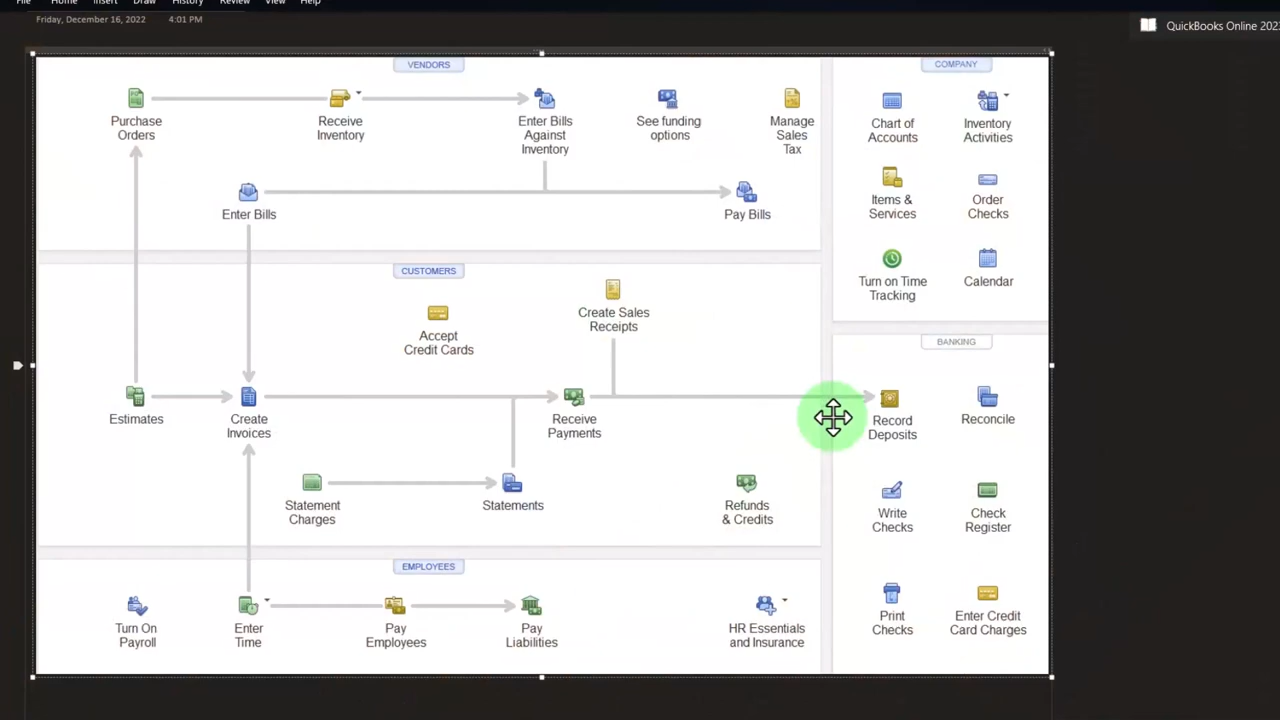 File Home Insert Draw History Review View Help
Friday, December 16, 2022 4:01 PM
QuickBooks Online 202
VENDORS
Purchase
Orders
Receive
Inventory
Enter Bills
Against
Inventory
See funding
options
Manage
Sales
Tax
Enter Bills
Pay Bills
CUSTOMERS
Accept
Credit Cards
Create Sales
Receipts
Estimates
Create
Invoices
Receive
Payments
Statement
Charges
Statements
Refunds
& Credits
EMPLOYEES
Turn On
Payroll
Enter
Time
Pay
Employees
Pay
Liabilities
HR Essentials
and Insurance
COMPANY
Chart of
Accounts
Inventory
Activities
Items &
Services
Order
Checks
Turn on Time
Tracking
Calendar
BANKING
Record
Deposits
Reconcile
Write
Checks
Check
Register
Print
Checks
Enter Credit
Card Charges